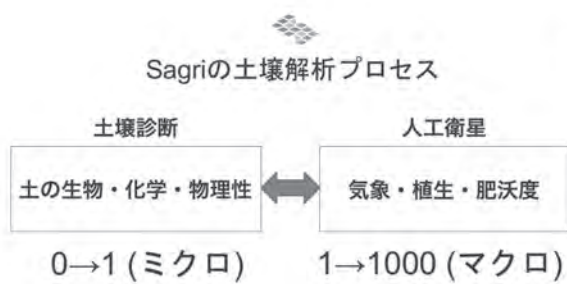 Sagriの土壌解析プロセス
土壌診断
人工衛星
土の生物・化学・物理性
気象・植生・肥沃度
0→1 (ミクロ)
1→1000 (マクロ)